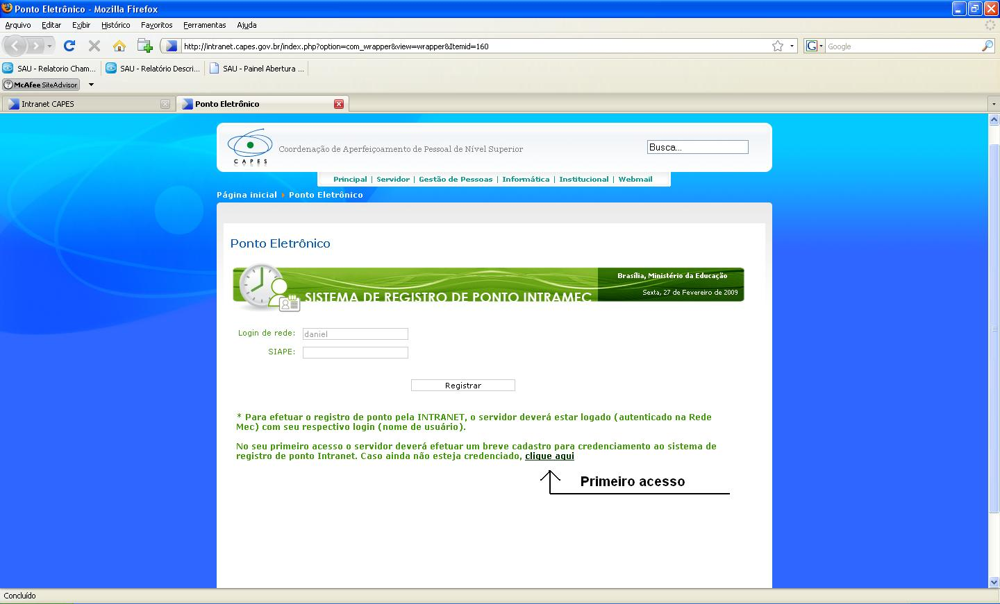 Ponto Eletrônico - Mozilla Firefox
Arquivo Editar Exibir Histórico Favoritos Ferramentas Ajuda
http://intranet.capes.gov.br/index.php?option=com_wrapper&view=wrapper&Itemid=160
Google
SAU - Relatorio Cham... SAU - Relatório Descri... SAU - Painel Abertura ...
McAfee SiteAdvisor
Intranet CAPES
Ponto Eletrônico
CAPES
Coordenação de Aperfeiçoamento de Pessoal de Nível Superior
Busca...
Principal | Servidor | Gestão de Pessoas | Informática | Institucional | Webmail
Página inicial Ponto Eletrônico
Ponto Eletrônico
Brasília, Ministério da Educação
Sexta, 27 de Fevereiro de 2009
SISTEMA DE REGISTRO DE PONTO INTRAMEC
Login de rede: daniel
SIAPE:
Registrar
* Para efetuar o registro de ponto pela INTRANET, o servidor deverá estar logado (autenticado na Rede
Mec) com seu respectivo login (nome de usuário).
No seu primeiro acesso o servidor deverá efetuar um breve cadastro para credenciamento ao sistema de
registro de ponto Intranet. Caso ainda não esteja credenciado, clique aqui
Primeiro acesso
Concluído